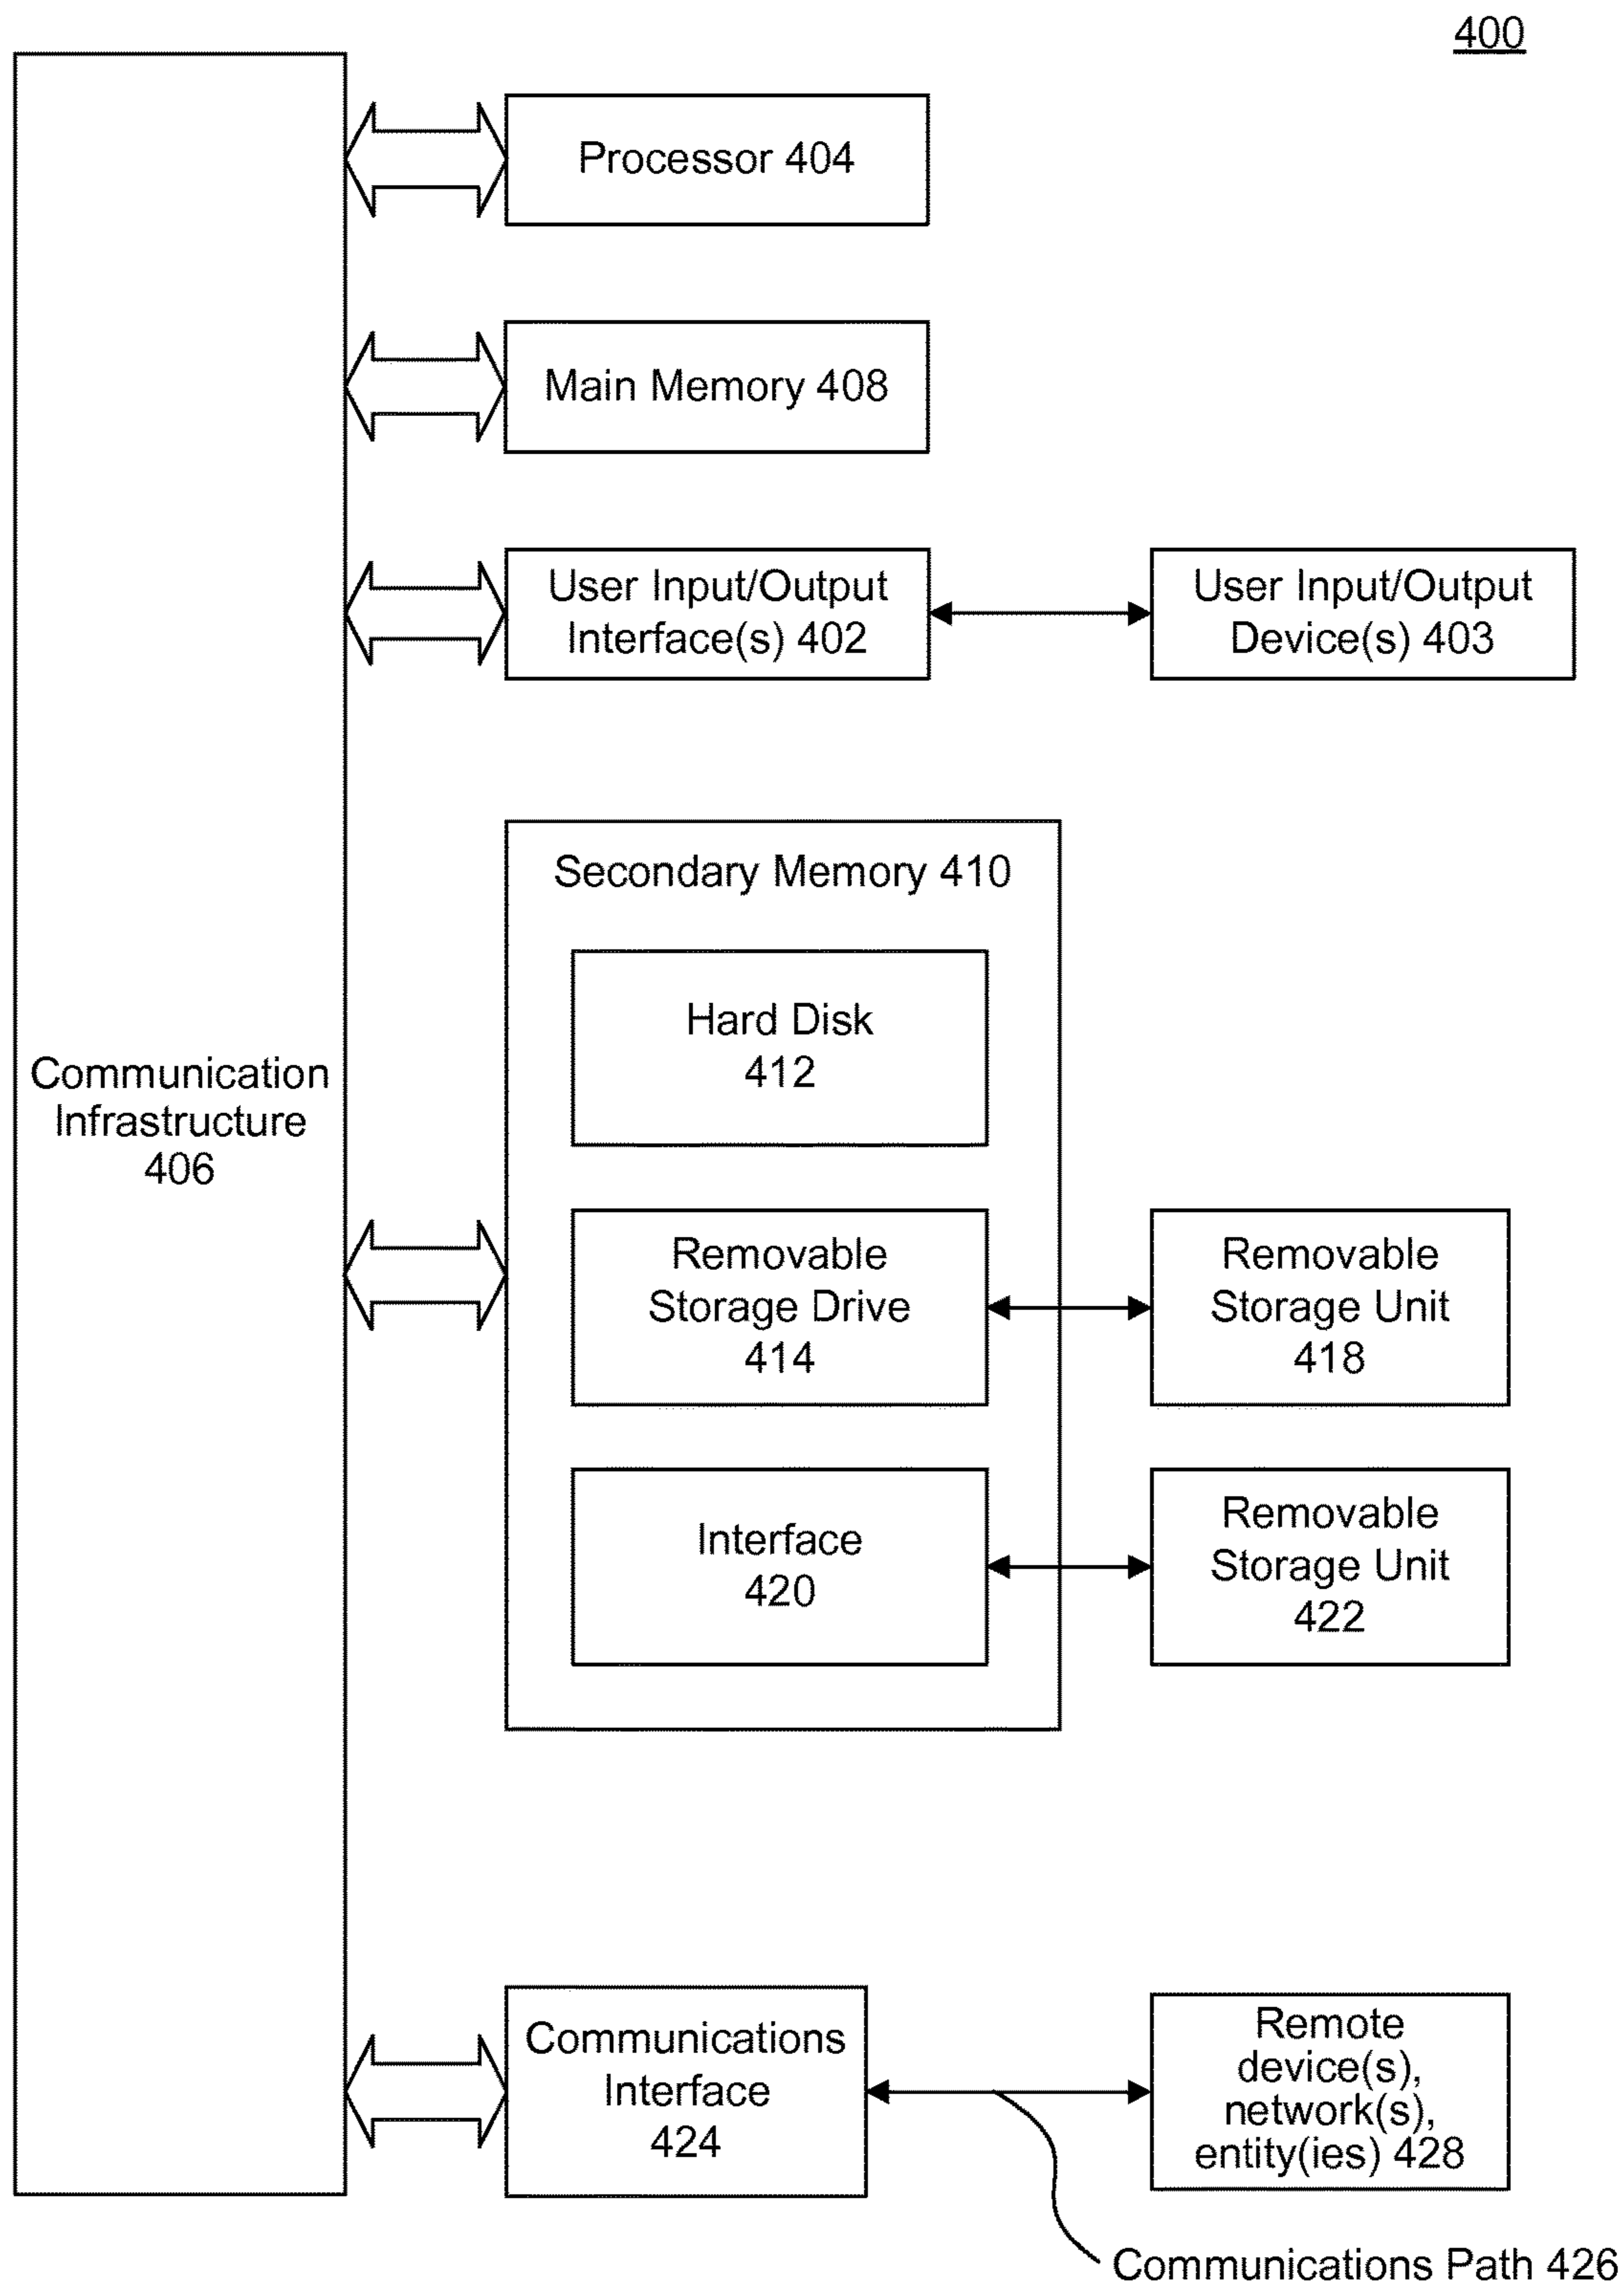 400
Processor 404
Main Memory 408
User Input/Output
Interface(s) 402
User Input/Output
Device(s) 403
Secondary Memory 410
Hard Disk
412
Communication
Infrastructure
406
Removable
Storage Drive
414
Removable
Storage Unit
418
Interface
420
Removable
Storage Unit
422
Communications
Interface
424
Remote
device(s),
network(s),
entity(ies) 428
Communications Path 426